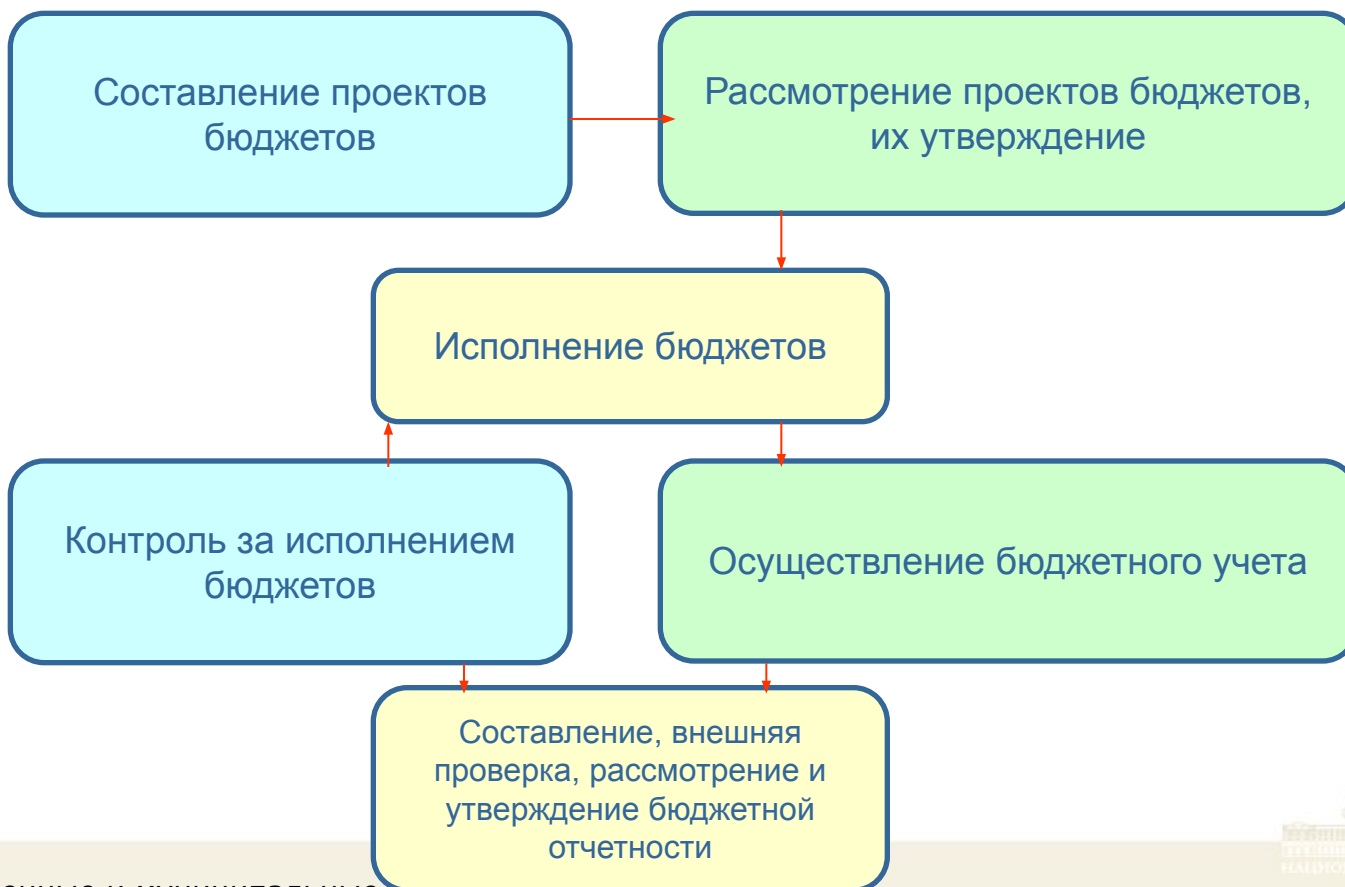 Составление проектов
бюджетов
Рассмотрение проектов бюджетов,
их утверждение
Исполнение бюджетов
Контроль за исполнением
бюджетов
Осуществление бюджетного учета
Составление, внешняя
проверка, рассмотрение и
утверждение бюджетной
отчетности